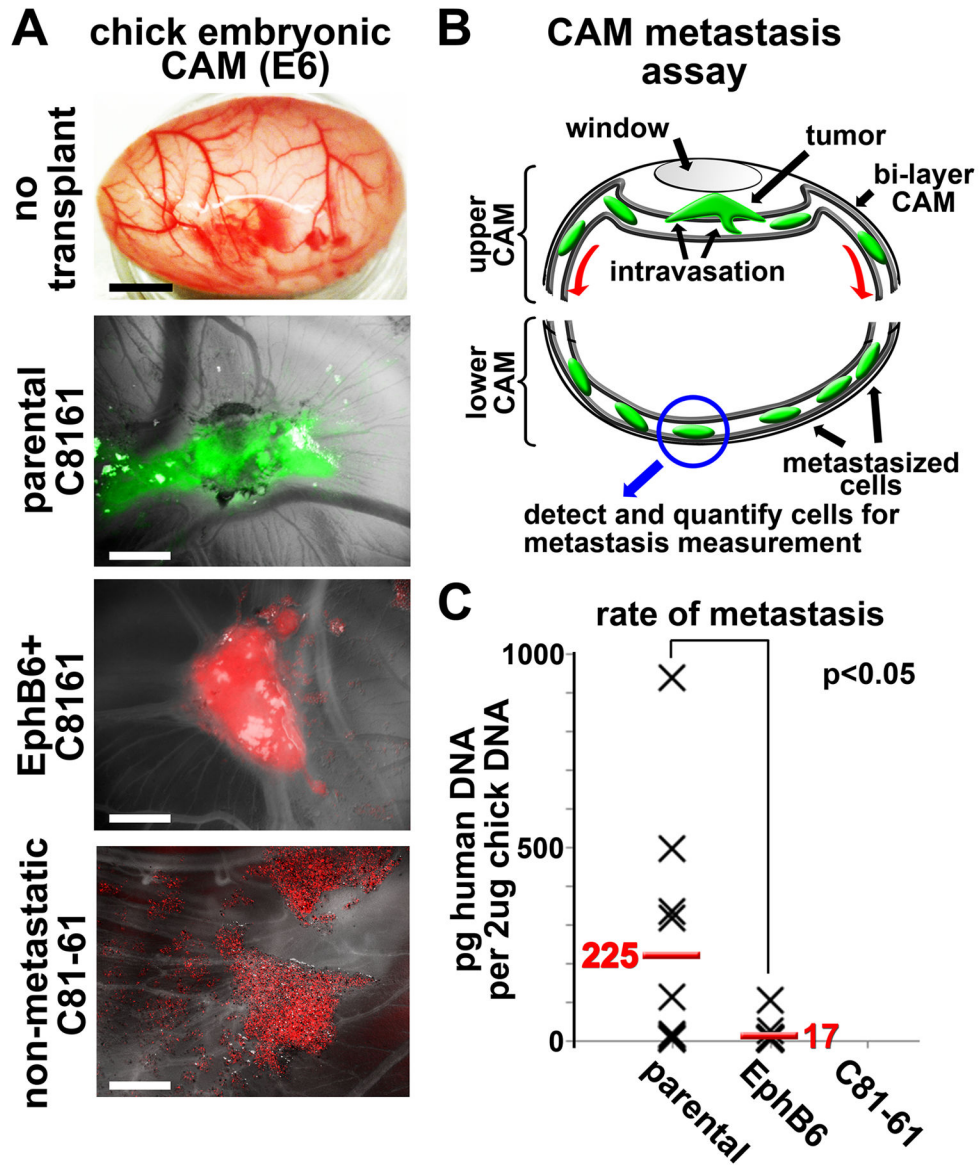 A
chick embryonic
CAM (E6)
no
transplant
parental
C8161
EphB6+
C8161
non-metastatic
C81-61
B
CAM metastasis
assay
window
tumor
bi-layer
CAM
upper
CAM
intravasation
lower
CAM
metastasized
cells
detect and quantify cells for
metastasis measurement
C
rate of metastasis
p<0.05
pg human DNA
per 2ug chick DNA
1000
500
0
225
17
parental
EphB6
C81-61